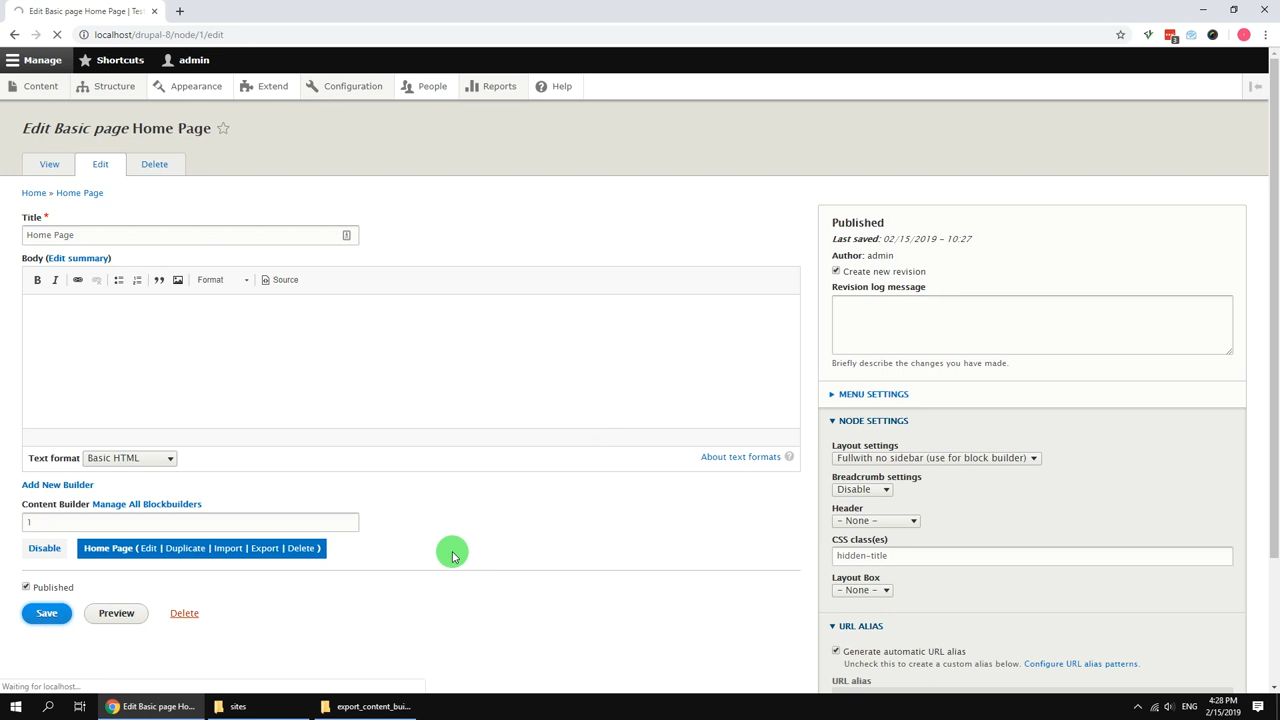 Edit Basic page Home Page | Tes
localhost/drupal-8/node/1/edit
3
Manage
Shortcuts
admin
Content
Structure
Appearance
Extend
Configuration
People
Reports
Help
Edit Basic page Home Page
View
Edit
Delete
Home » Home Page
Title *
Home Page
Body (Edit summary)
B
I
Format
Source
Text format
Basic HTML
About text formats ?
Add New Builder
Content Builder Manage All Blockbuilders
1
Disable
Home Page ( Edit | Duplicate | Import | Export | Delete )
Published
Save
Preview
Delete
Published
Last saved: 02/15/2019 - 10:27
Author: admin
Create new revision
Revision log message
Briefly describe the changes you have made.
MENU SETTINGS
NODE SETTINGS
Layout settings
Fullwith no sidebar (use for block builder)
Breadcrumb settings
Disable
Header
- None -
CSS class(es)
hidden-title
Layout Box
- None -
URL ALIAS
Generate automatic URL alias
Uncheck this to create a custom alias below. Configure URL alias patterns.
URL alias
Waiting for localhost...
Edit Basic page Ho...
sites
export_content_bui...
ENG
4:28 PM
2/15/2019